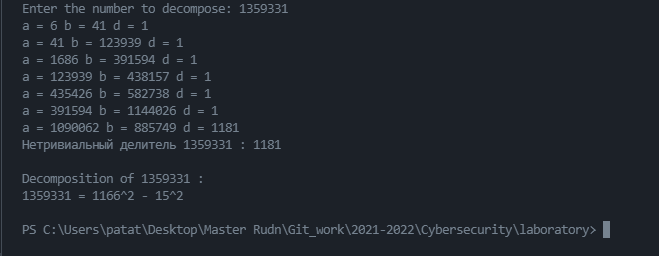 Enter the number to decompose: 1359331
a = 6 b = 41 d = 1
a = 41 b = 123939 d = 1
a = 1686 b = 391594 d = 1
a = 123939 b = 438157 d = 1
a = 435426 b = 582738 d = 1
a = 391594 b = 1144026 d = 1
a = 1090062 b = 885749 d = 1181
Нетривиальный делитель 1359331 : 1181
Decomposition of 1359331 :
1359331 = 1166^2 - 15^2
PS C:\Users\patat\Desktop\Master Rudn\Git_work\2021-2022\Cybersecurity\laboratory>